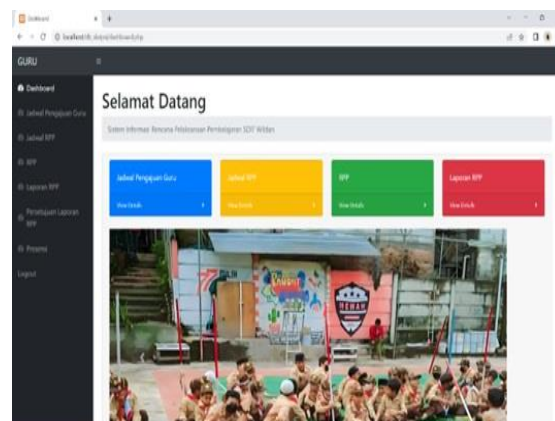 Dashboard
GURU
Dashboard
Selamat Datang
Jadwal Pengajuan Guru
Sistem Informasi Rencana Pelaksanaan Pembelajaran SDIT Wildan
Jadwal RPP
RPP
Jadwal Pengajuan Guru
Jadwal RPP
RPP
Laporan RPP
Laporan RPP
View Details
View Details
View Details
View Details
Persetujuan Laporan
RPP
Presensi
Logout